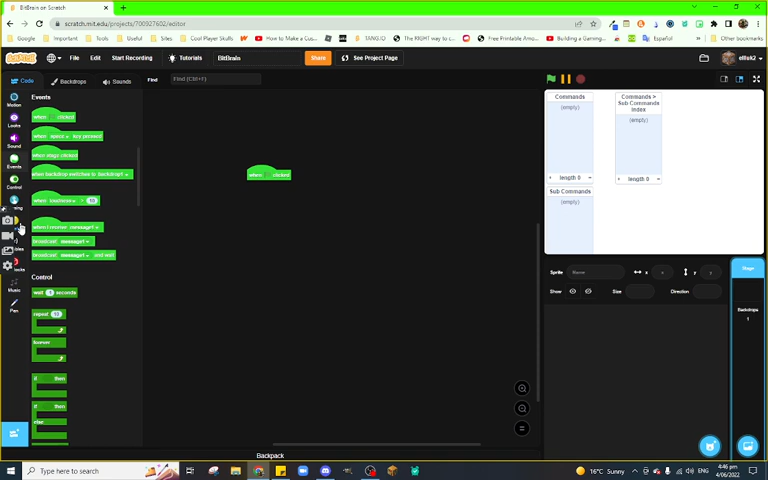 BitBrain on Scratch
scratch.mit.edu/projects/700927602/editor
Google
Important
Tools
Useful
Sites
Cool Player Skills
How to Make a Cus...
TANGIO
The RIGHT way to c...
Free Printable Amo...
Building a Gaming...
Español
Other bookmarks
File
Edit
Start Recording
Tutorials
BitBrain
Share
See Project Page
elliuk2
Code
Backdrops
Sounds
Find
Find (Ctrl+F)
Motion
Looks
Sound
Events
Control
Music
Pen
Events
when clicked
when space key pressed
when stage clicked
when backdrop switches to backdrop1
when loudness > 10
when I receive message1
broadcast message1
broadcast message1 and wait
Control
wait 1 seconds
repeat 10
forever
if then
if then
else
when clicked
Commands
(empty)
length 0
Sub Commands
(empty)
Commands >
Sub Commands
Index
(empty)
length 0
Sprite
Name
x
x
y
y
Show
Size
Direction
Stage
Backdrops
1
Backpack
Type here to search
16°C Sunny
ENG
4:46 pm
4/06/2022